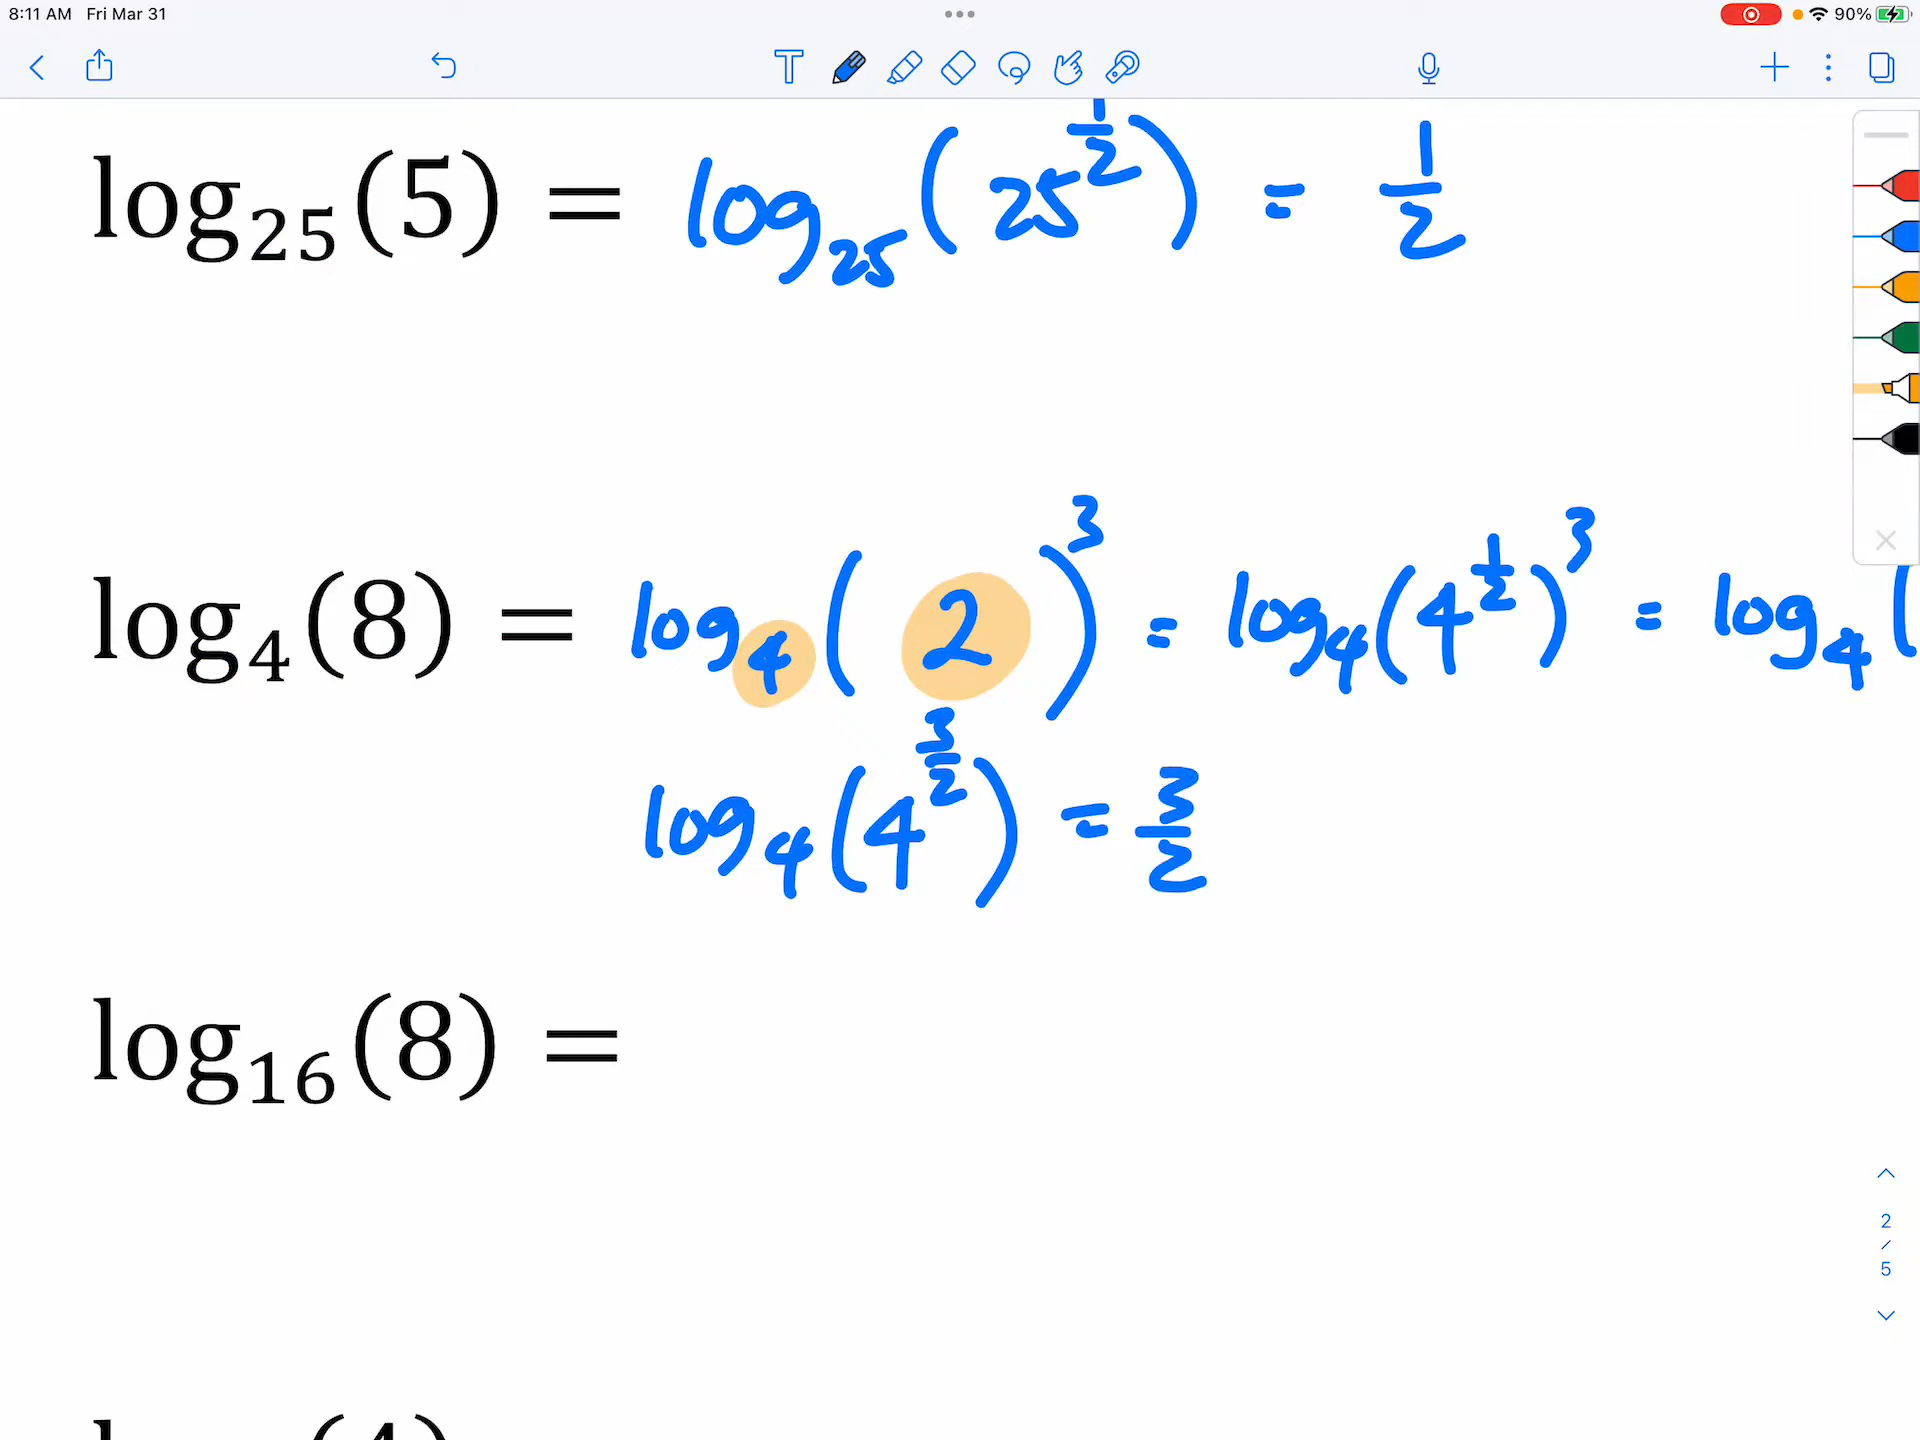 8:11 AM Fri Mar 31 90%
T
log₂₅(5) = log₂₅(25^(1/2)) = 1/2
log₄(8) = log₄(2)³ = log₄(4^(1/2))³ = log₄(
log₄(4^(3/2)) = 3/2
log₁₆(8) =
2
/
5